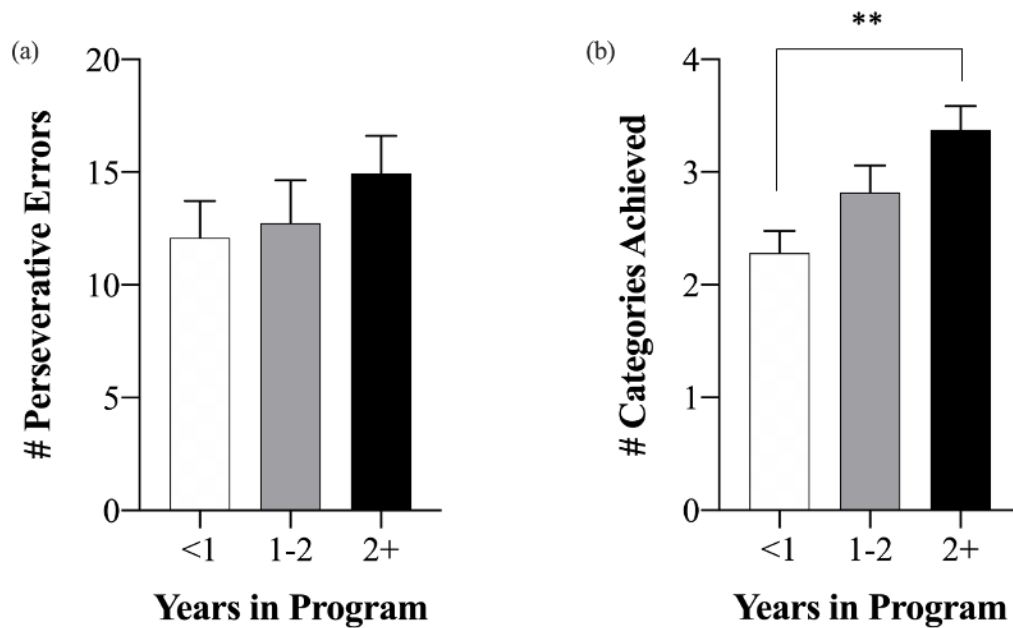 (a)
# Perseverative Errors
20
15
10
5
0
<1 1-2 2+
Years in Program
(b)
**
# Categories Achieved
4
3
2
1
0
<1 1-2 2+
Years in Program